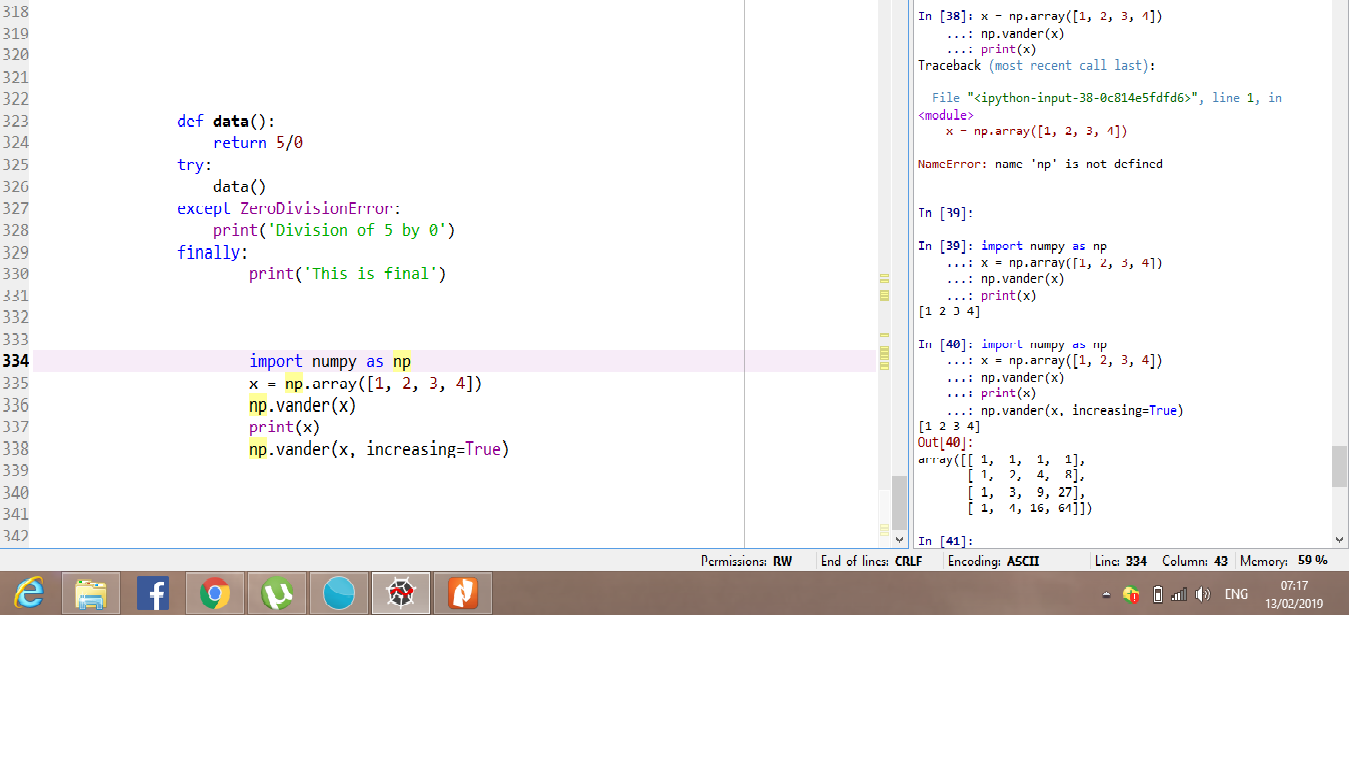 318
319
320
321
322
323 def data():
324 return 5/0
325 try:
326 data()
327 except ZeroDivisionError:
328 print('Division of 5 by 0')
329 finally:
330 print('This is final')
331
332
333
334 import numpy as np
335 x = np.array([1, 2, 3, 4])
336 np.vander(x)
337 print(x)
338 np.vander(x, increasing=True)
339
340
341
342
In [38]: x = np.array([1, 2, 3, 4])
...: np.vander(x)
...: print(x)
Traceback (most recent call last):
File "<ipython-input-38-0c814e5fdfd6>", line 1, in
<module>
x = np.array([1, 2, 3, 4])
NameError: name 'np' is not defined
In [39]:
In [39]: import numpy as np
...: x = np.array([1, 2, 3, 4])
...: np.vander(x)
...: print(x)
[1 2 3 4]
In [40]: import numpy as np
...: x = np.array([1, 2, 3, 4])
...: np.vander(x)
...: print(x)
...: np.vander(x, increasing=True)
[1 2 3 4]
Out[40]:
array([[ 1, 1, 1, 1],
[ 1, 2, 4, 8],
[ 1, 3, 9, 27],
[ 1, 4, 16, 64]])
In [41]:
Permissions: RW End of lines: CRLF Encoding: ASCII Line: 334 Column: 43 Memory: 59 %
ENG
07:17
13/02/2019